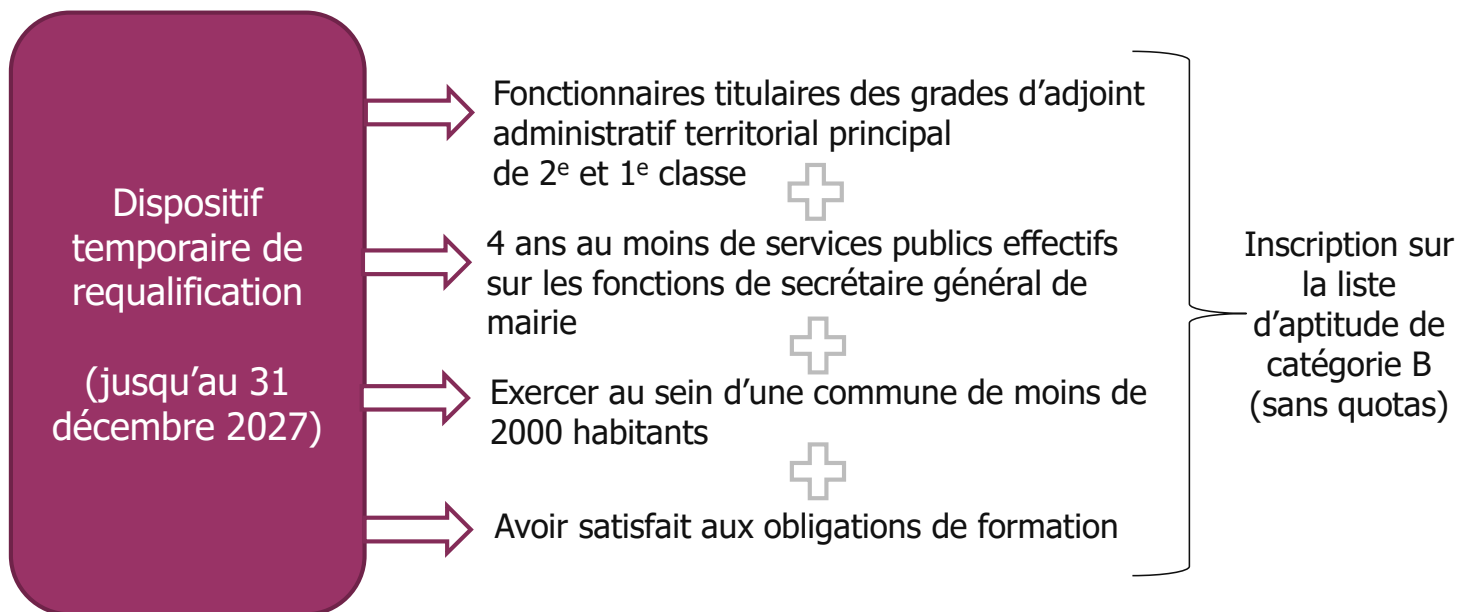 Dispositif
temporaire de
requalification
(jusqu'au 31
décembre 2027)
Fonctionnaires titulaires des grades d'adjoint
administratif territorial principal
de 2e et 1e classe
4 ans au moins de services publics effectifs
sur les fonctions de secrétaire général de
mairie
Exercer au sein d'une commune de moins de
2000 habitants
Avoir satisfait aux obligations de formation
Inscription sur
la liste
d'aptitude de
catégorie B
(sans quotas)